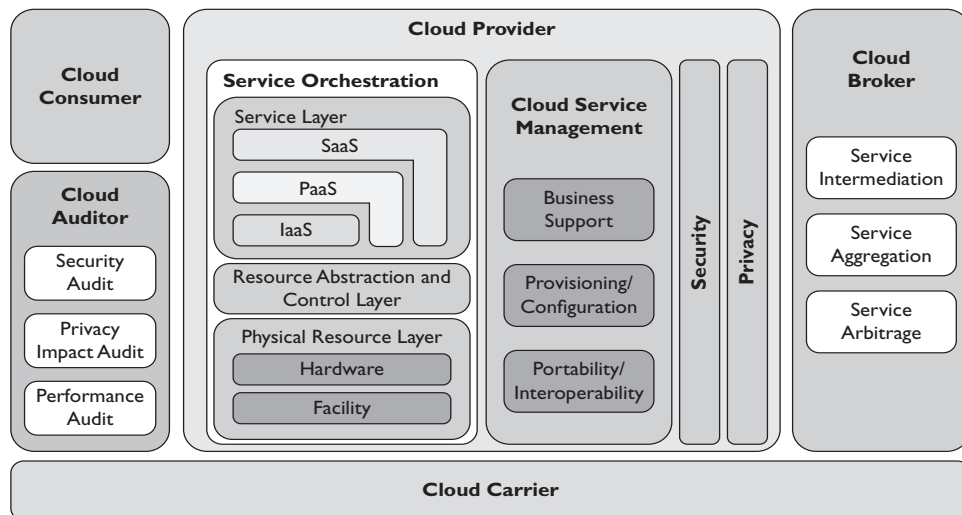 Cloud
Consumer
Cloud
Auditor
Security
Audit
Privacy
Impact Audit
Performance
Audit
Cloud Provider
Service Orchestration
Service Layer
SaaS
PaaS
IaaS
Resource Abstraction and
Control Layer
Physical Resource Layer
Hardware
Facility
Cloud Service
Management
Business
Support
Provisioning/
Configuration
Portability/
Interoperability
Security
Privacy
Cloud
Broker
Service
Intermediation
Service
Aggregation
Service
Arbitrage
Cloud Carrier